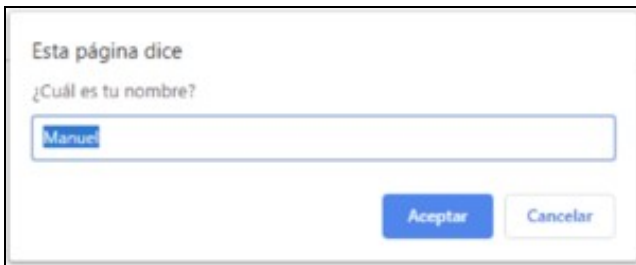 Esta página dice
¿Cuál es tu nombre?
Manuel
Aceptar Cancelar